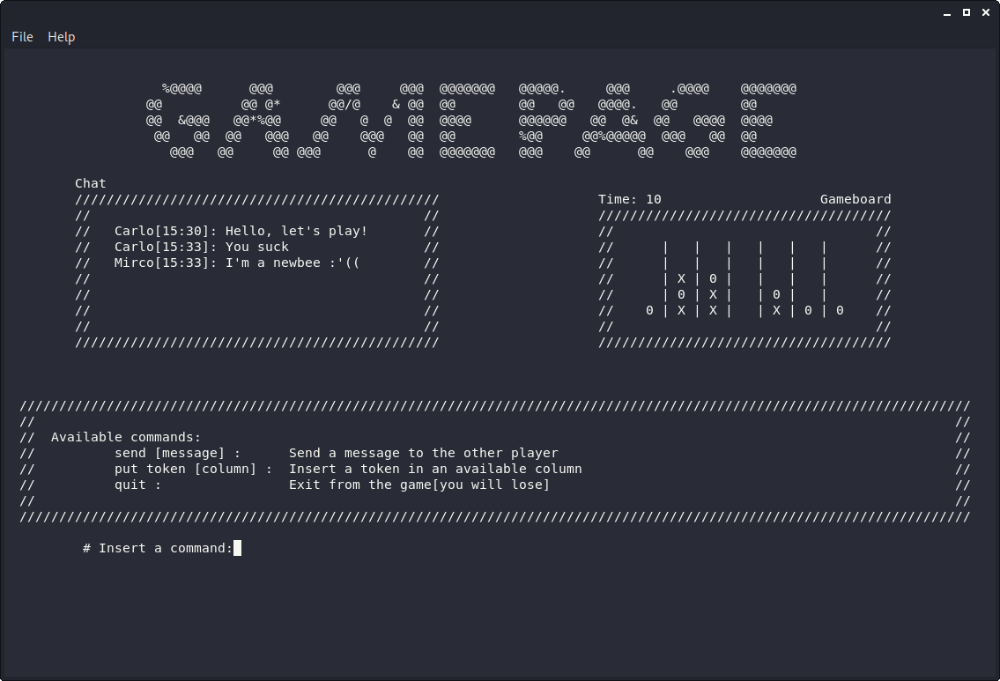 File Help
GAME PAGE
Chat
Time: 10 Gameboard
Carlo[15:30]: Hello, let's play!
Carlo[15:33]: You suck
Mirco[15:33]: I'm a newbee :'((
| | | | | |
| | | | | |
| X | 0 | | | |
| 0 | X | | 0 | |
0 | X | X | | X | 0 | 0
Available commands:
send [message] : Send a message to the other player
put token [column] : Insert a token in an available column
quit : Exit from the game[you will lose]
# Insert a command: